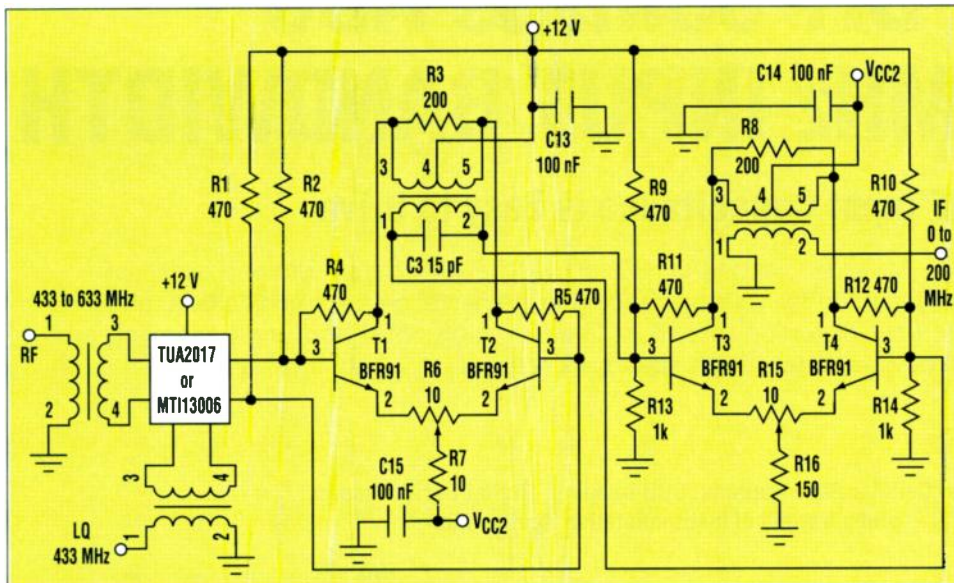 +12 V
C14 100 nF
VCC2
R3
200
C13
100 nF
R8
200
3 4 5
1 2
R1
470
R2
470
R9
470
3 4 5
1 2
R10
470
C3 15 pF
IF
0 to
200
MHz
+12 V
R4
470
R5 470
R11
470
R12 470
433 to 633 MHz
1 3
RF
2 4
TUA2017
or
MTI13006
3
1
T1
BFR91
2
R6
10
1
T2
BFR91
2
3
3
1
T3
BFR91
2
R15
10
1
T4
BFR91
2
3
R13
1k
R14
1k
3 4
1 2
LQ
433 MHz
C15
100 nF
R7
10
VCC2
R16
150